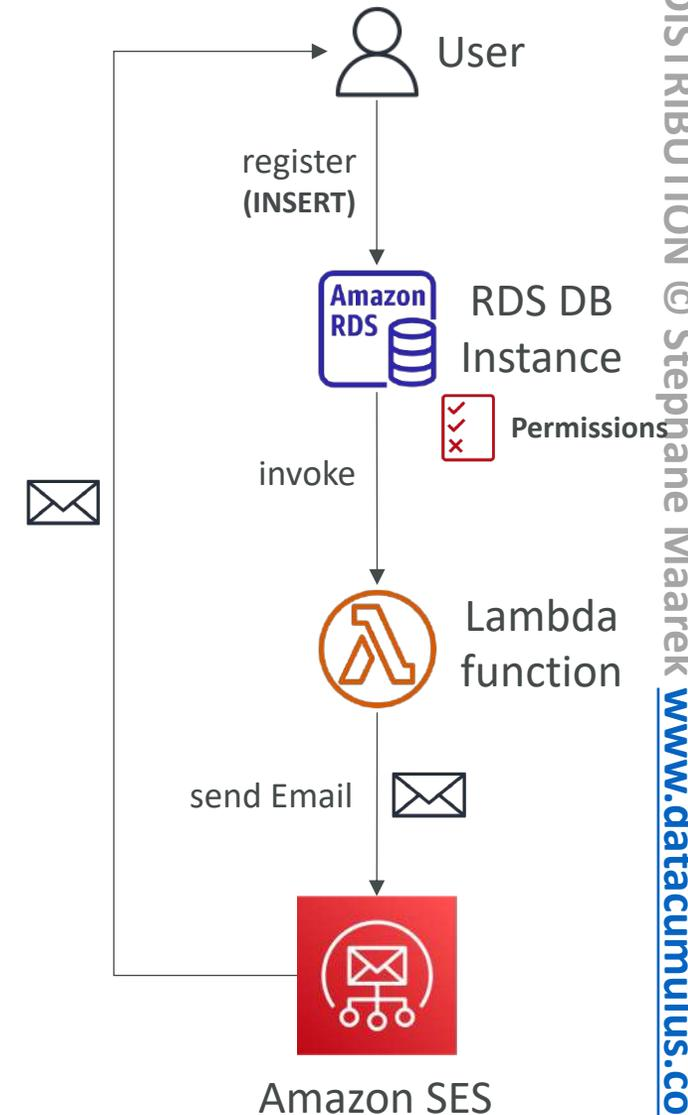 User
register
(INSERT)
Amazon
RDS
RDS DB
Instance
Permissions
invoke
Lambda
function
send Email
Amazon SES
DISTRIBUTION © Stephane Maarek www.datacumulus.co